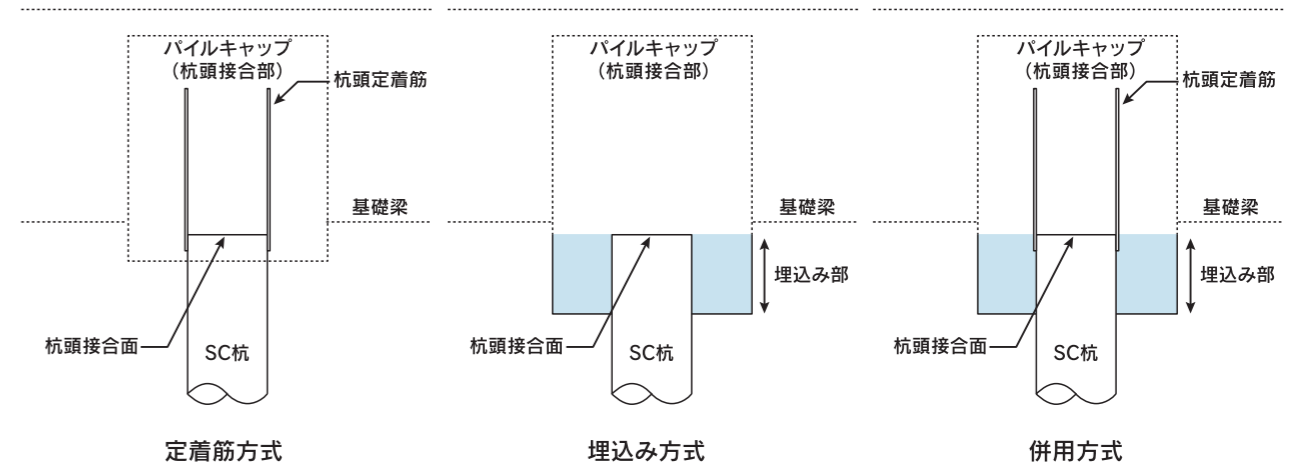 パイルキャップ
（杭頭接合部）
杭頭定着筋
基礎梁
杭頭接合面
SC杭
定着筋方式
パイルキャップ
（杭頭接合部）
基礎梁
埋込み部
杭頭接合面
SC杭
埋込み方式
パイルキャップ
（杭頭接合部）
杭頭定着筋
基礎梁
埋込み部
杭頭接合面
SC杭
併用方式